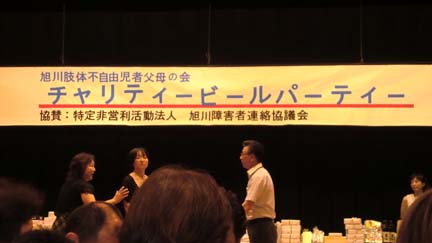 旭川肢体不自由児者父母の会
チャリティービールパーティー
協賛：特定非営利活動法人　旭川障害者連絡協議会